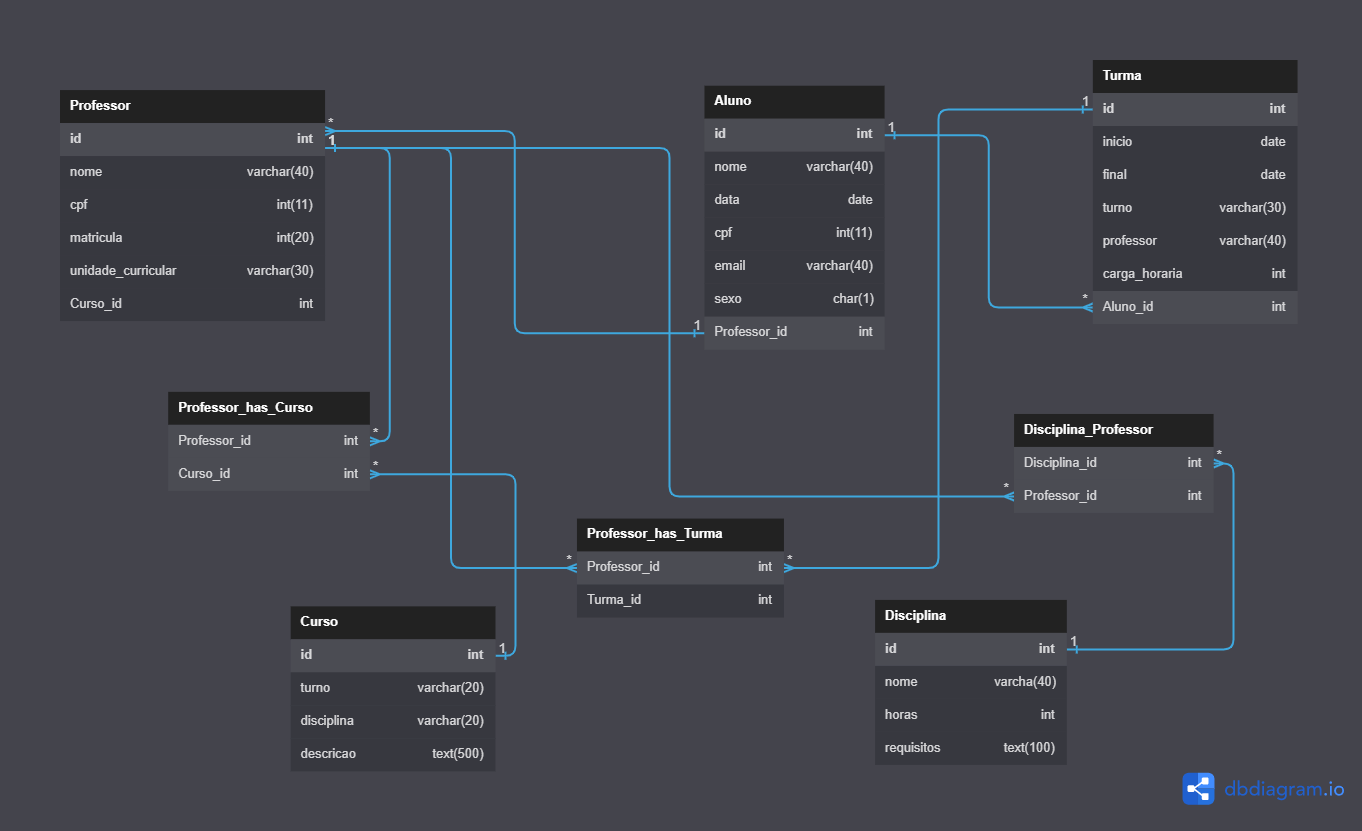 Professor
id int
nome varchar(40)
cpf int(11)
matricula int(20)
unidade_curricular varchar(30)
Curso_id int
*
1
Aluno
id int
nome varchar(40)
data date
cpf int(11)
email varchar(40)
sexo char(1)
Professor_id int
1
1
Turma
id int
inicio date
final date
turno varchar(30)
professor varchar(40)
carga_horaria int
Aluno_id int
1
*
Professor_has_Curso
Professor_id int
Curso_id int
*
*
Disciplina_Professor
Disciplina_id int
Professor_id int
*
*
Professor_has_Turma
Professor_id int
Turma_id int
*
*
Curso
id int
turno varchar(20)
disciplina varchar(20)
descricao text(500)
1
Disciplina
id int
nome varcha(40)
horas int
requisitos text(100)
1
dbdiagram.io